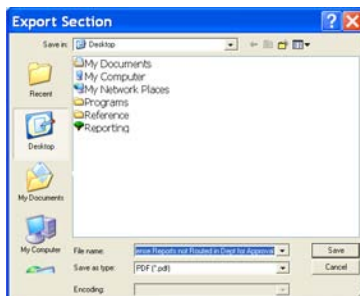 Export Section
Save in: Desktop
My Documents
My Computer
My Network Places
Programs
Reference
Reporting
Recent
Desktop
My Documents
My Computer
File name: ense Reports not Routed in Dept for Approval
Save
Save as type: PDF (*.pdf)
Cancel
Encoding: